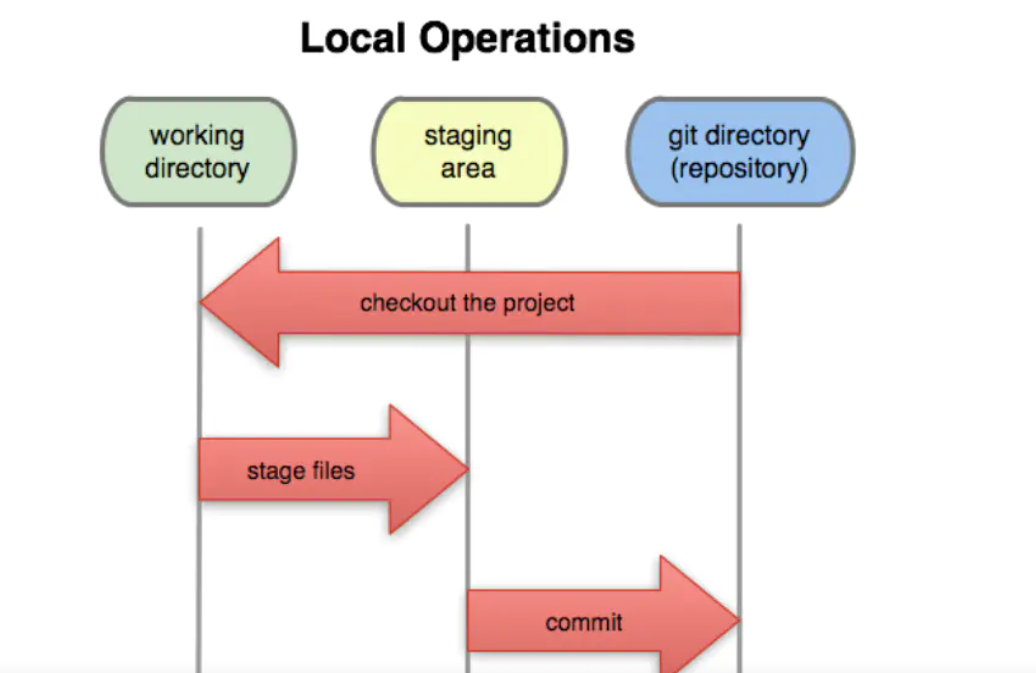 Local Operations
working
directory
staging
area
git directory
(repository)
checkout the project
stage files
commit